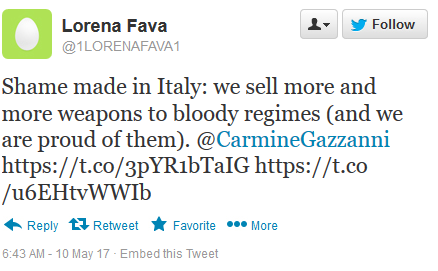 Lorena Fava
@1LORENAFAVA1
Follow
Shame made in Italy: we sell more and
more weapons to bloody regimes (and we
are proud of them). @CarmineGazzanni
https://t.co/3pYR1bTaIG https://t.co
/u6EHtvWWIb
Reply Retweet Favorite More
6:43 AM - 10 May 17 · Embed this Tweet